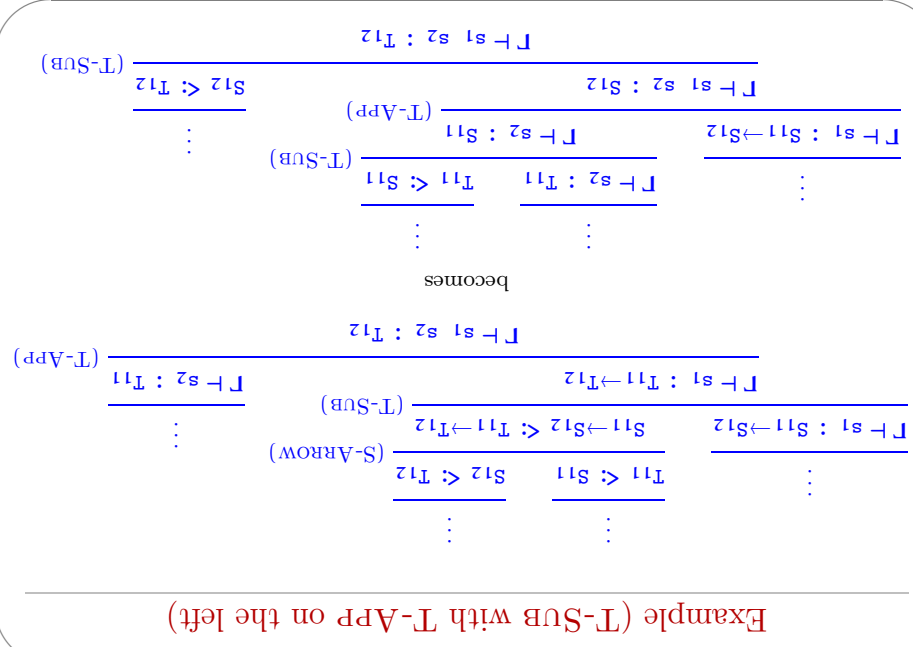 Example (T-Sub with T-App on the left)
⋮ ⋮
⋮ T₁₁ <: S₁₁ S₁₂ <: T₁₂ (S-Arrow)
Γ ⊢ s₁ : S₁₁→S₁₂ S₁₁→S₁₂ <: T₁₁→T₁₂ (T-Sub) ⋮
Γ ⊢ s₁ : T₁₁→T₁₂ Γ ⊢ s₂ : T₁₁ (T-App)
Γ ⊢ s₁ s₂ : T₁₂
becomes
⋮ ⋮
⋮ Γ ⊢ s₂ : T₁₁ T₁₁ <: S₁₁ (T-Sub)
Γ ⊢ s₁ : S₁₁→S₁₂ Γ ⊢ s₂ : S₁₁ (T-App) ⋮
Γ ⊢ s₁ s₂ : S₁₂ S₁₂ <: T₁₂ (T-Sub)
Γ ⊢ s₁ s₂ : T₁₂